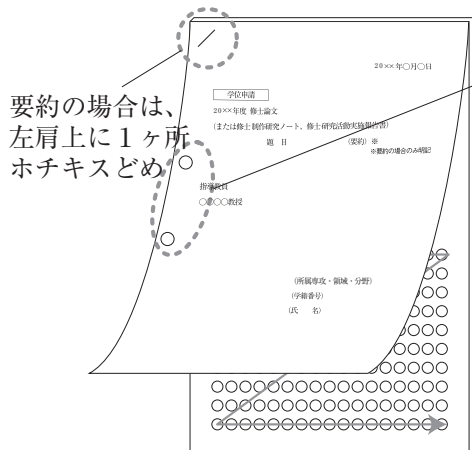 20××年○月○日
学位申請
20××年度 修士論文
(または修士制作研究ノート、修士研究活動実施報告書)
題　目　　　　　　　(要約) ※
※要約の場合のみ明記
要約の場合は、
左肩上に１ヶ所
ホチキスどめ
指導教員
○○○○教授
(所属専攻・領域・分野)
(学籍番号)
(氏　　名)